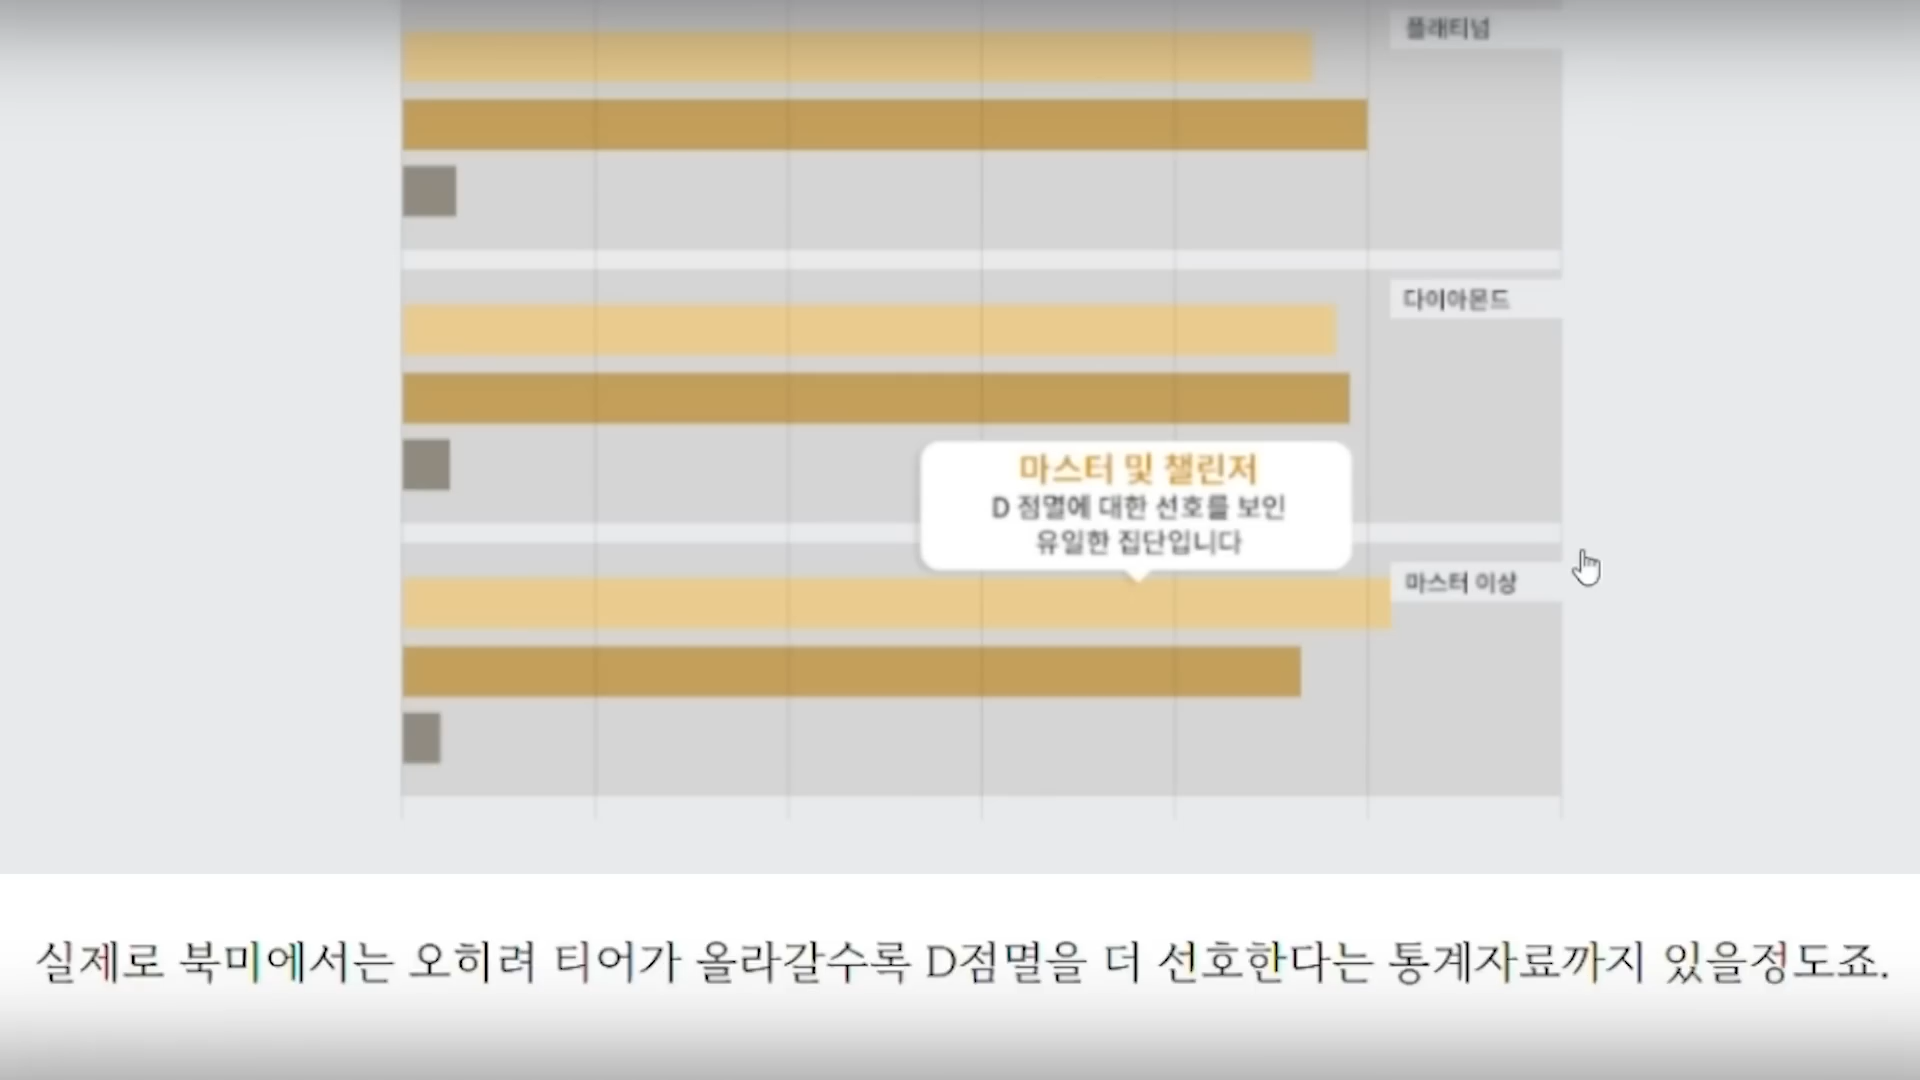 플래티넘
다이아몬드
마스터 및 챌린저
D 점멸에 대한 선호를 보인
유일한 집단입니다
마스터 이상
실제로 북미에서는 오히려 티어가 올라갈수록 D점멸을 더 선호한다는 통계자료까지 있을정도죠.